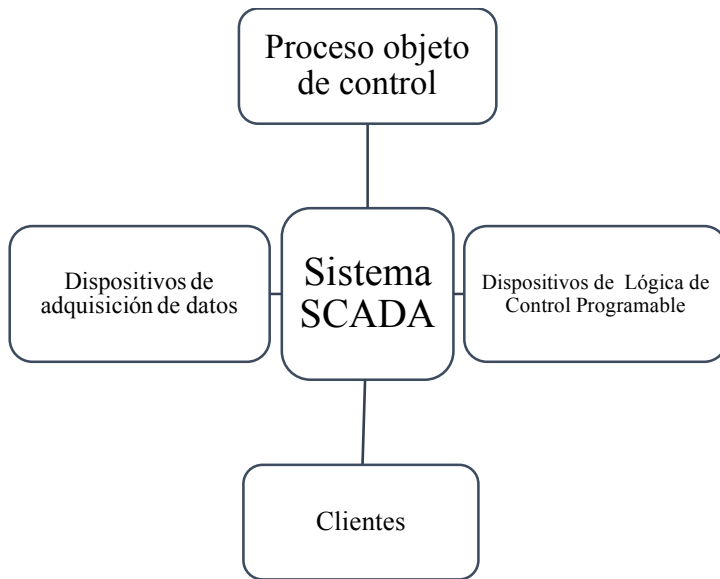 Proceso objeto
de control
Dispositivos de
adquisición de datos
Sistema
SCADA
Dispositivos de Lógica de
Control Programable
Clientes